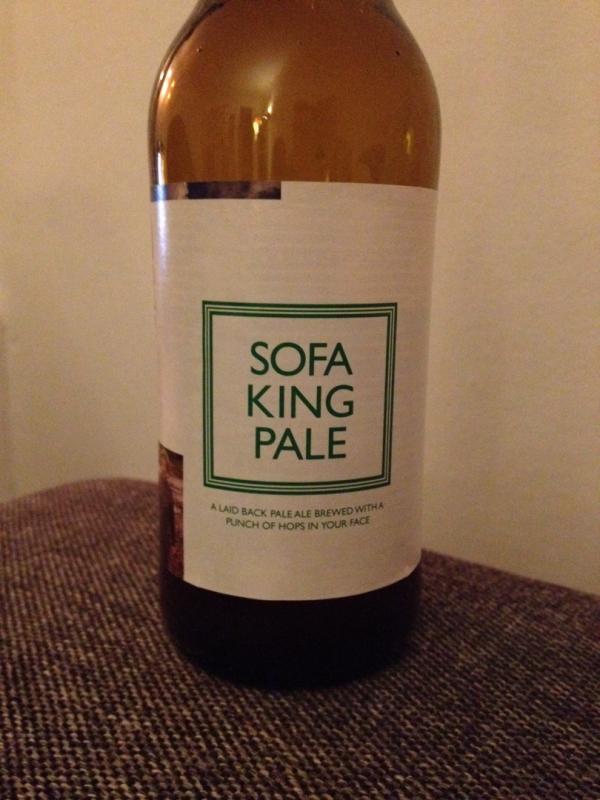 SOFA
KING
PALE
A LAID BACK PALE ALE BREWED WITH A
PUNCH OF HOPS IN YOUR FACE